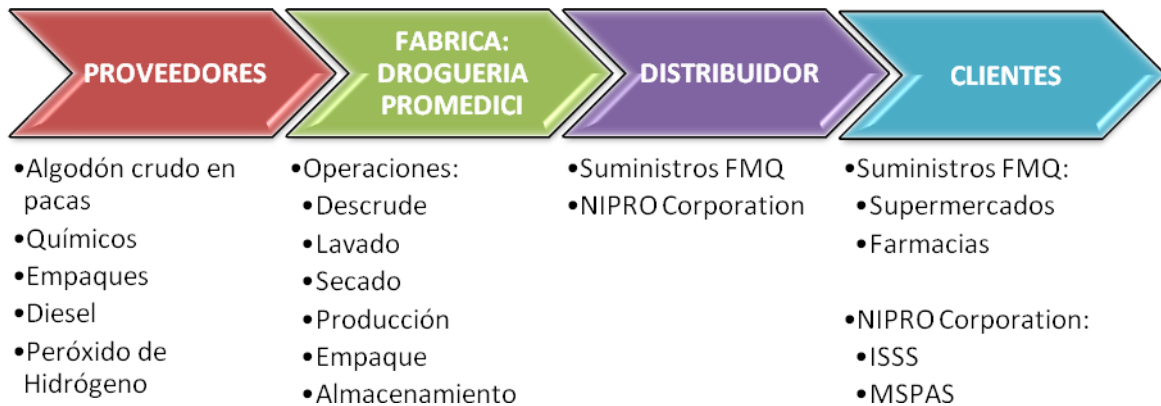 PROVEEDORES
•Algodón crudo en
pacas
•Químicos
•Empaques
•Diesel
•Peróxido de
Hidrógeno
FABRICA:
DROGUERIA
PROMEDICI
•Operaciones:
•Descrude
•Lavado
•Secado
•Producción
•Empaque
•Almacenamiento
DISTRIBUIDOR
•Suministros FMQ
•NIPRO Corporation
CLIENTES
•Suministros FMQ:
•Supermercados
•Farmacias
•NIPRO Corporation:
•ISSS
•MSPAS